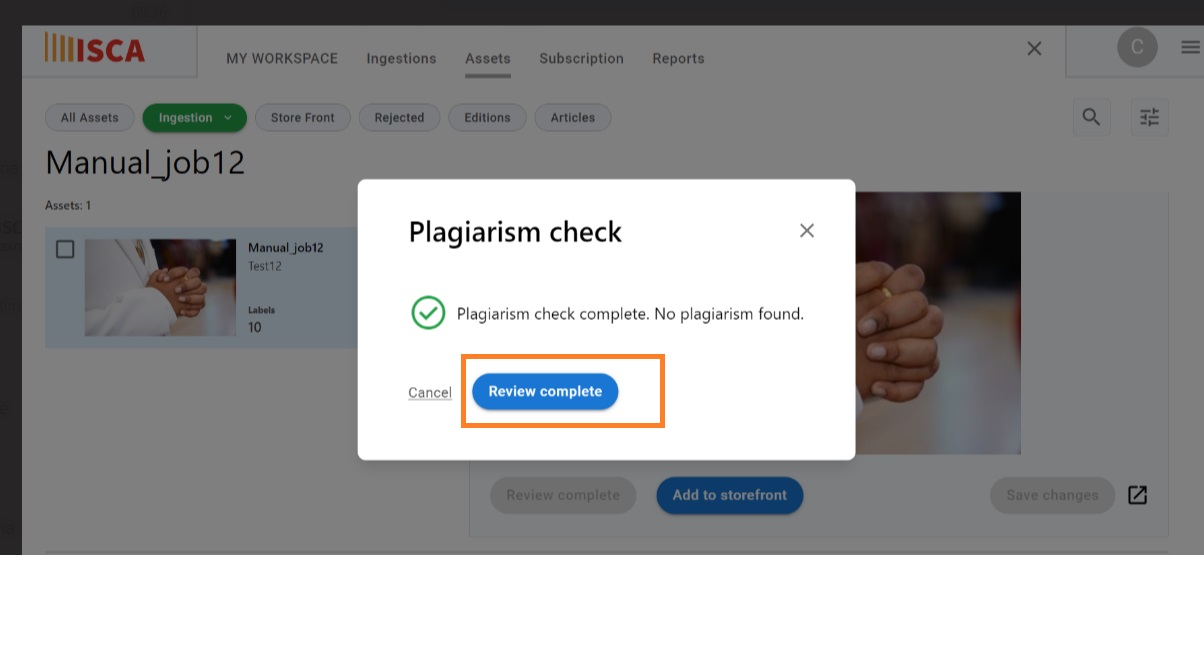 ISCA
MY WORKSPACE Ingestions Assets Subscription Reports
C
All Assets Ingestion Store Front Rejected Editions Articles
Manual_job12
Assets: 1
Manual_job12
Test12
Labels
10
Plagiarism check
Plagiarism check complete. No plagiarism found.
Cancel Review complete
Review complete Add to storefront Save changes